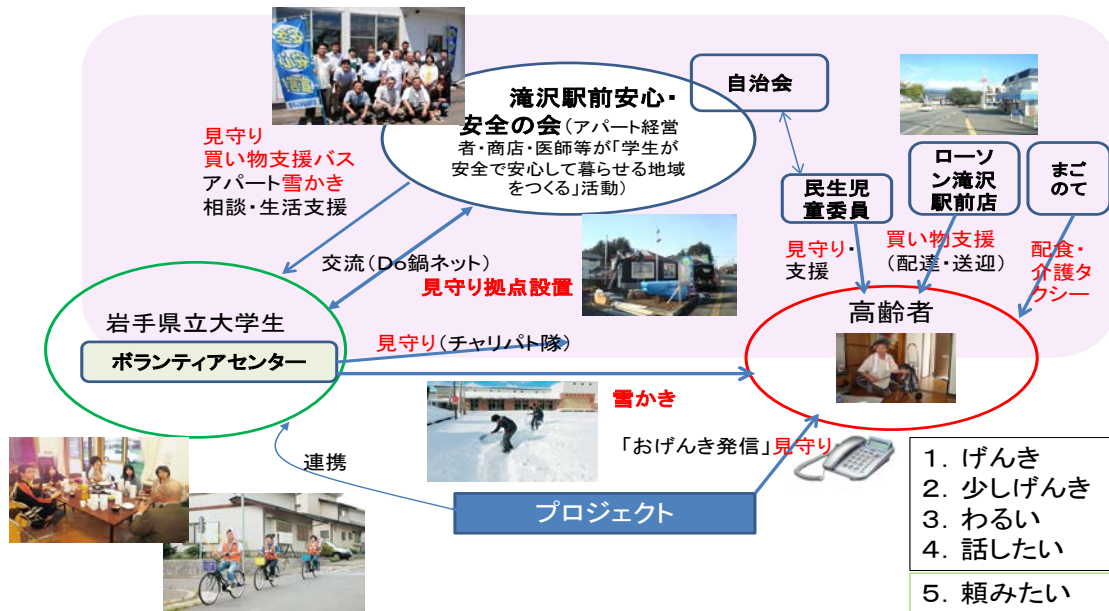 滝沢駅前安心・
安全の会(アパート経営
者・商店・医師等が「学生が
安全で安心して暮らせる地域
をつくる」活動)
自治会
見守り
買い物支援バス
アパート雪かき
相談・生活支援
民生児
童委員
ローソ
ン滝沢
駅前店
まご
のて
交流(Do鍋ネット)
見守り拠点設置
見守り・
支援
買い物支援
(配達・送迎)
配食・
介護タ
クシー
岩手県立大学生
ボランティアセンター
高齢者
見守り(チャリパト隊)
雪かき
「おげんき発信」見守り
連携
プロジェクト
1. げんき
2. 少しげんき
3. わるい
4. 話したい
5. 頼みたい